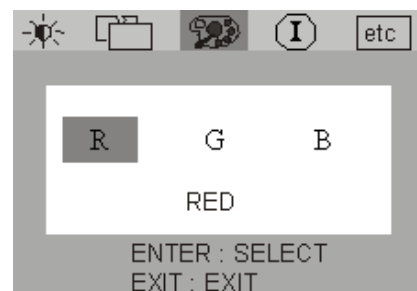 I etc
R G B
RED
ENTER : SELECT
EXIT : EXIT